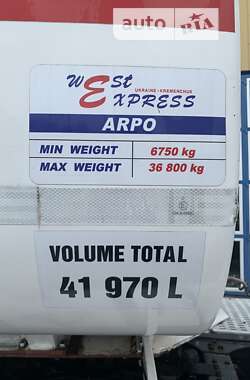 auto RIA
west
UKRAINE - KREMENCHUK
EXPRESS
ARPO
MIN WEIGHT 6750 kg
MAX WEIGHT 36 800 kg
VOLUME TOTAL
41 970 L